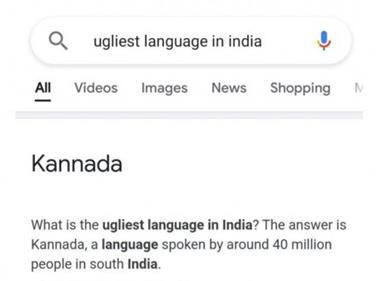 ugliest language in india
All Videos Images News Shopping
Kannada
What is the ugliest language in India? The answer is
Kannada, a language spoken by around 40 million
people in south India.